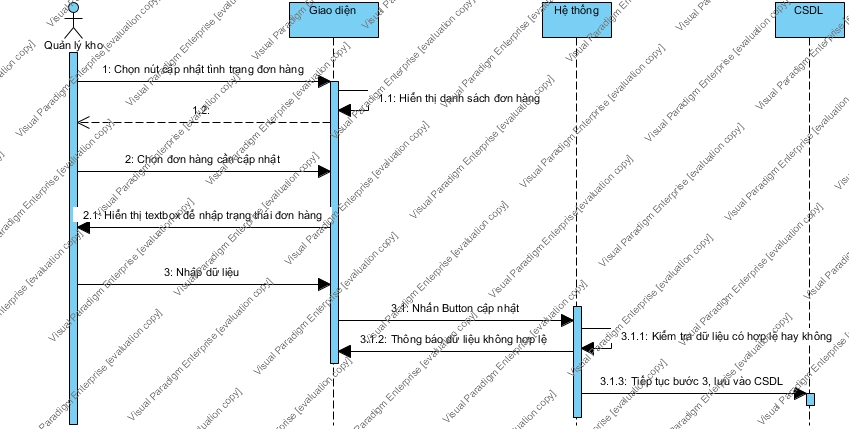 Giao diện
Hệ thống
CSDL
Quản lý kho
1: Chọn nút cập nhật tình trạng đơn hàng
1.1: Hiển thị danh sách đơn hàng
1.2:
2: Chọn đơn hàng cần cập nhật
2.1: Hiển thị textbox để nhập trạng thái đơn hàng
3: Nhập dữ liệu
3.1: Nhấn Button cập nhật
3.1.1: Kiểm tra dữ liệu có hợp lệ hay không
3.1.2: Thông báo dữ liệu không hợp lệ
3.1.3: Tiếp tục bước 3, lưu vào CSDL
Visual Paradigm Enterprise [evaluation copy]